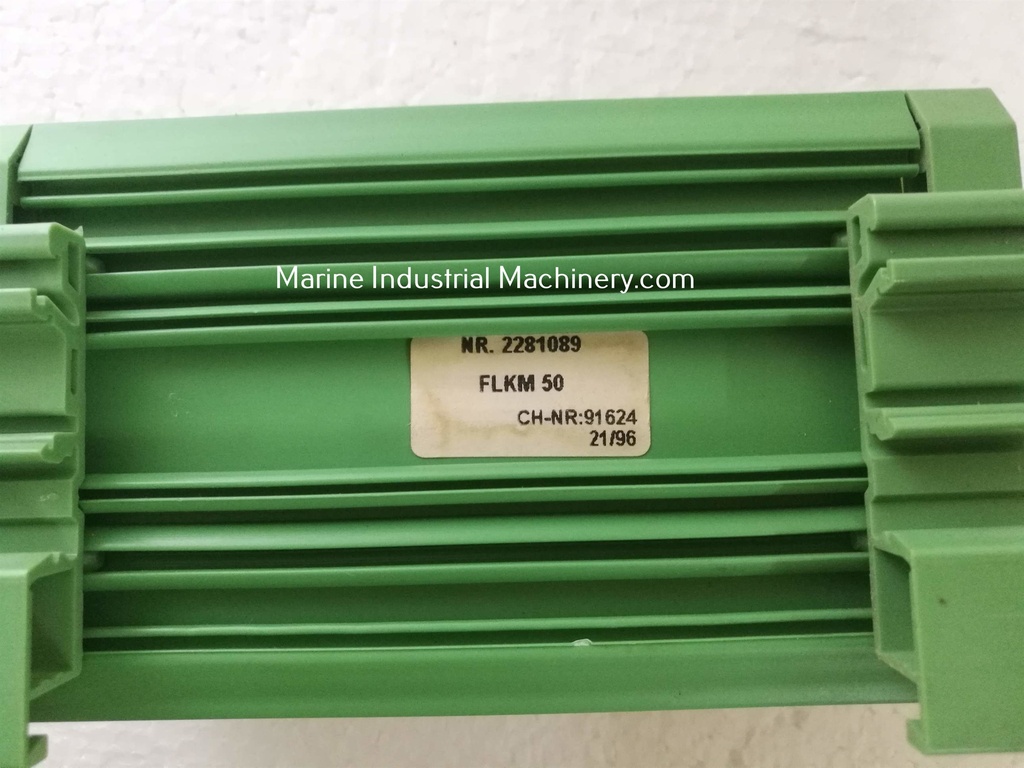 Marine Industrial Machinery.com
NR. 2281089
FLKM 50
CH-NR:91624
21/96